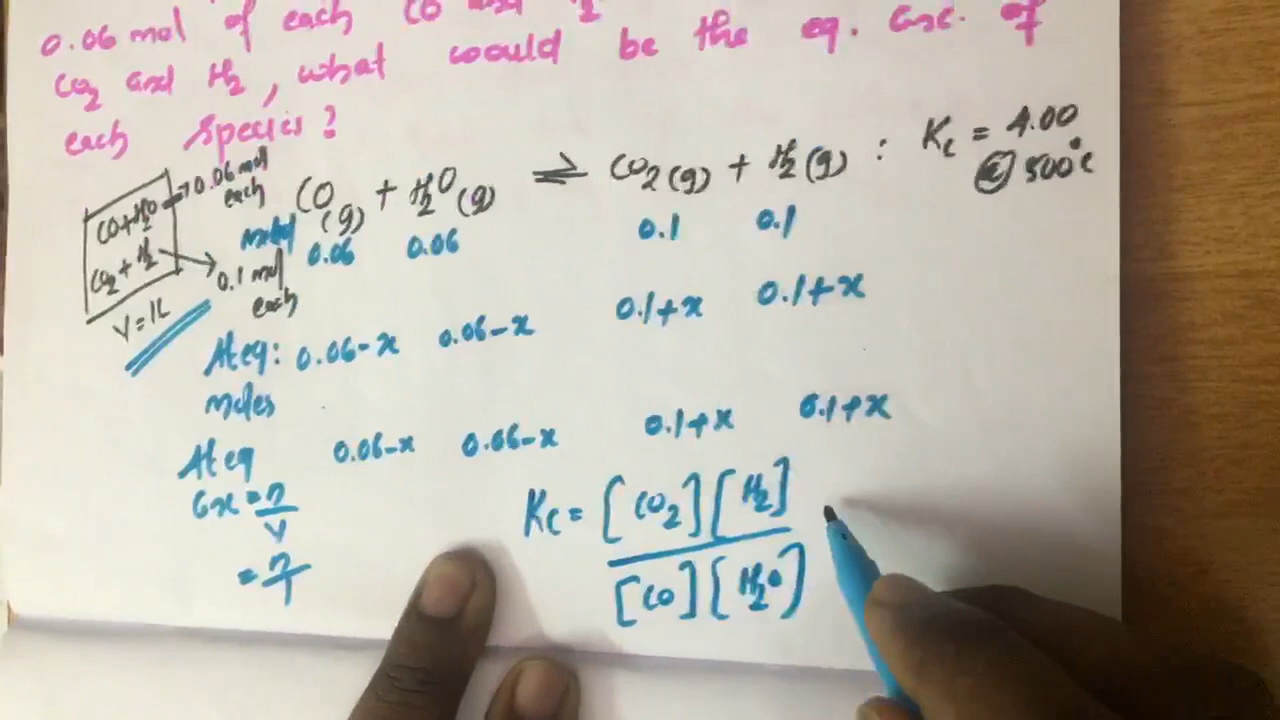 0.06 mol of each CO and
CO2 and H2, what would be the eq. Conc. of
each species?
CO(g) + H2O(g) ⇌ CO2(g) + H2(g) : Kc = 4.00
@ 500°C
CO+H2O → 0.06 mol each
CO2 + H2 → 0.1 mol each
V=1L
0.06 0.06 0.1 0.1
At eq: 0.06-x 0.06-x 0.1+x 0.1+x
moles
At eq 0.06-x 0.06-x 0.1+x 0.1+x
= n/V
= n/1
Kc = [CO2][H2]
[CO][H2O]